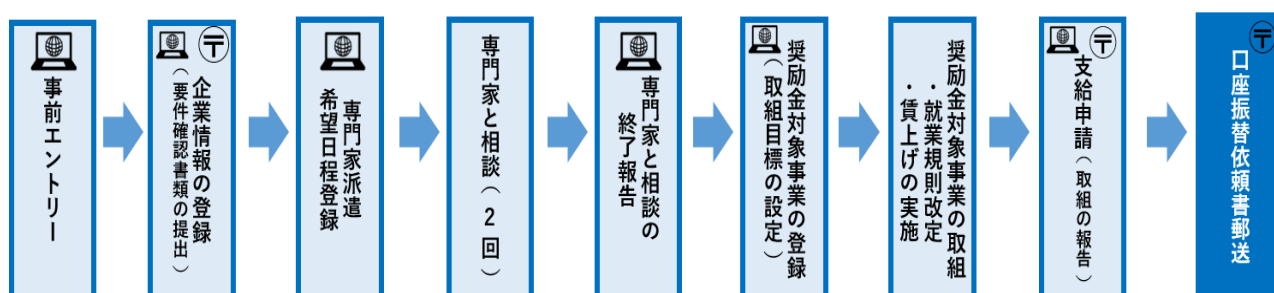 事前エントリー
〒
企業情報の登録
（要件確認書類の提出）
専門家派遣
希望日程登録
専門家と相談（2回）
専門家と相談の
終了報告
奨励金対象事業の登録
（取組目標の設定）
奨励金対象事業の取組
・就業規則改定
・賃上げの実施
〒
支給申請（取組の報告）
〒
口座振替依頼書郵送